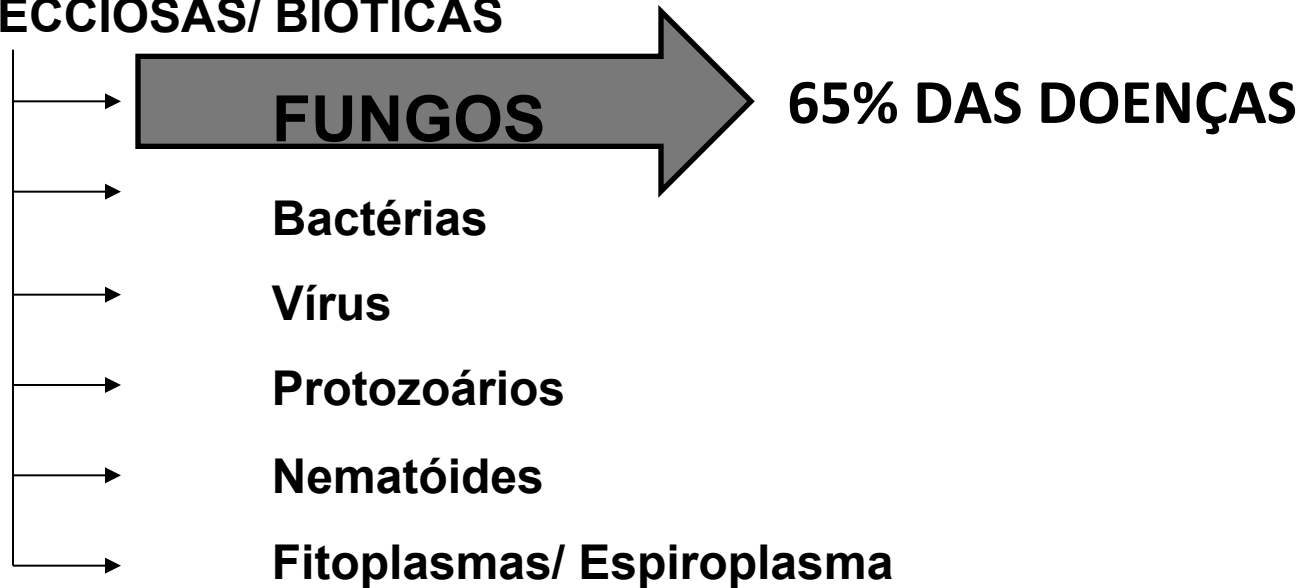 ECCIOSAS/ BIÓTICAS
FUNGOS
65% DAS DOENÇAS
Bactérias
Vírus
Protozoários
Nematóides
Fitoplasmas/ Espiroplasma